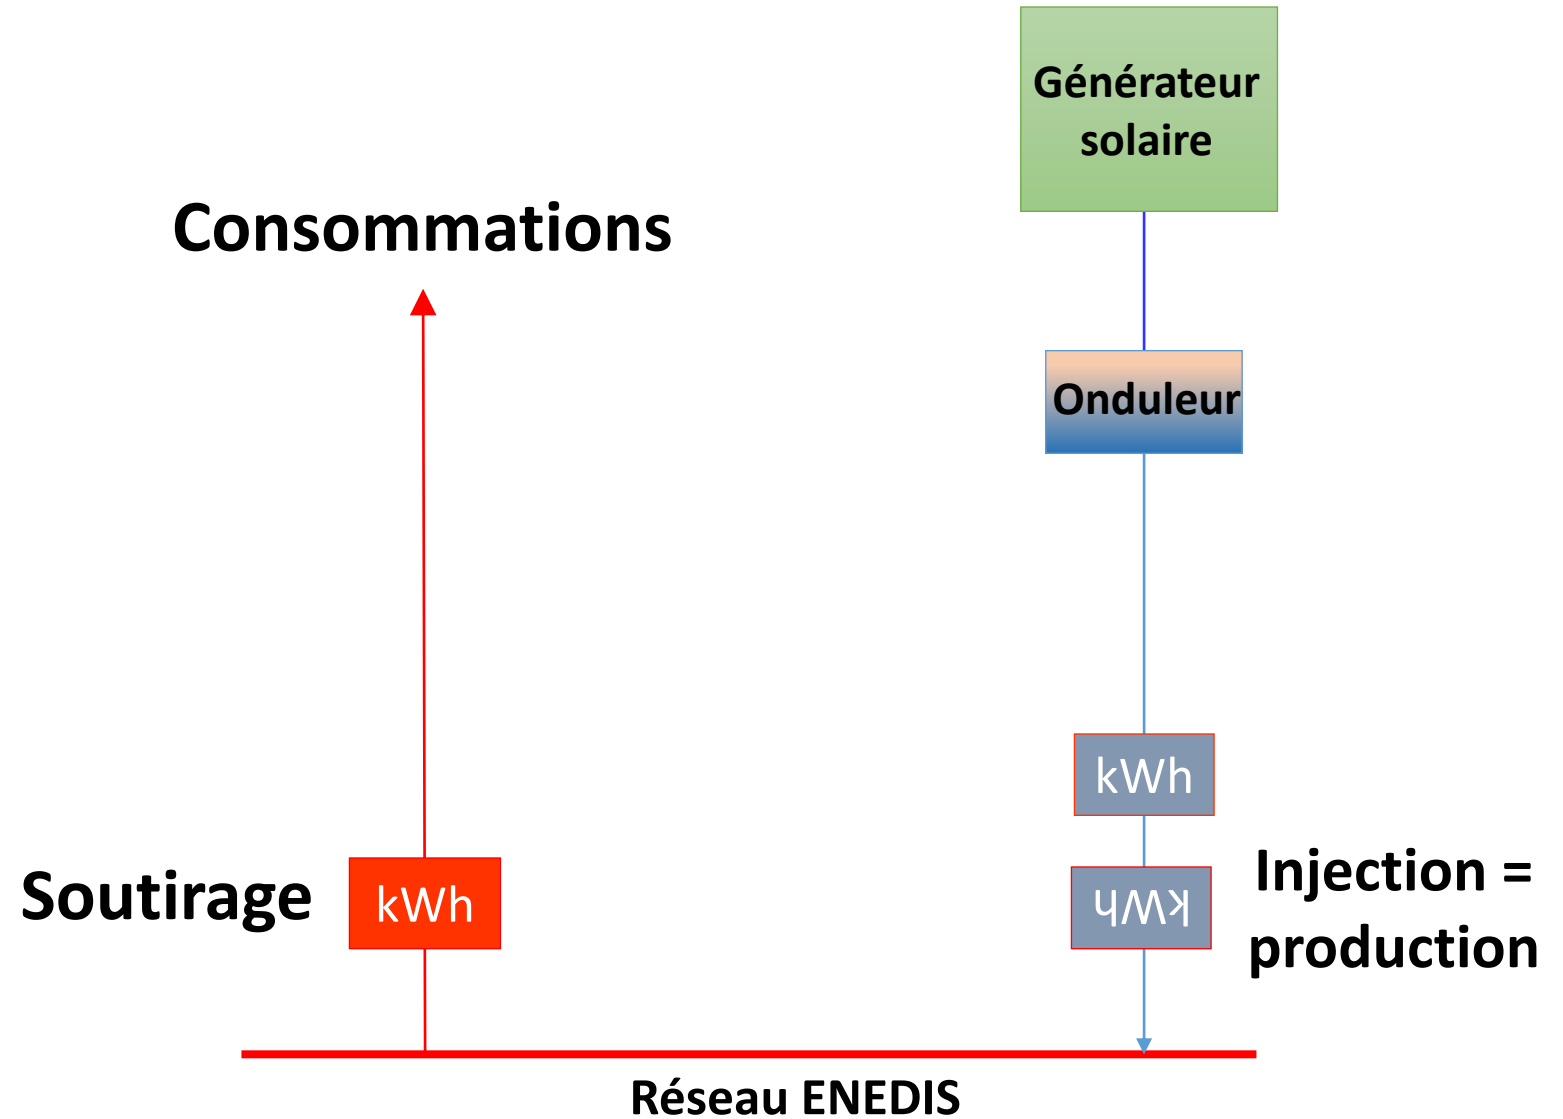 Générateur
solaire
Consommations
Onduleur
kWh
Soutirage
kWh
kWh
Injection =
production
Réseau ENEDIS